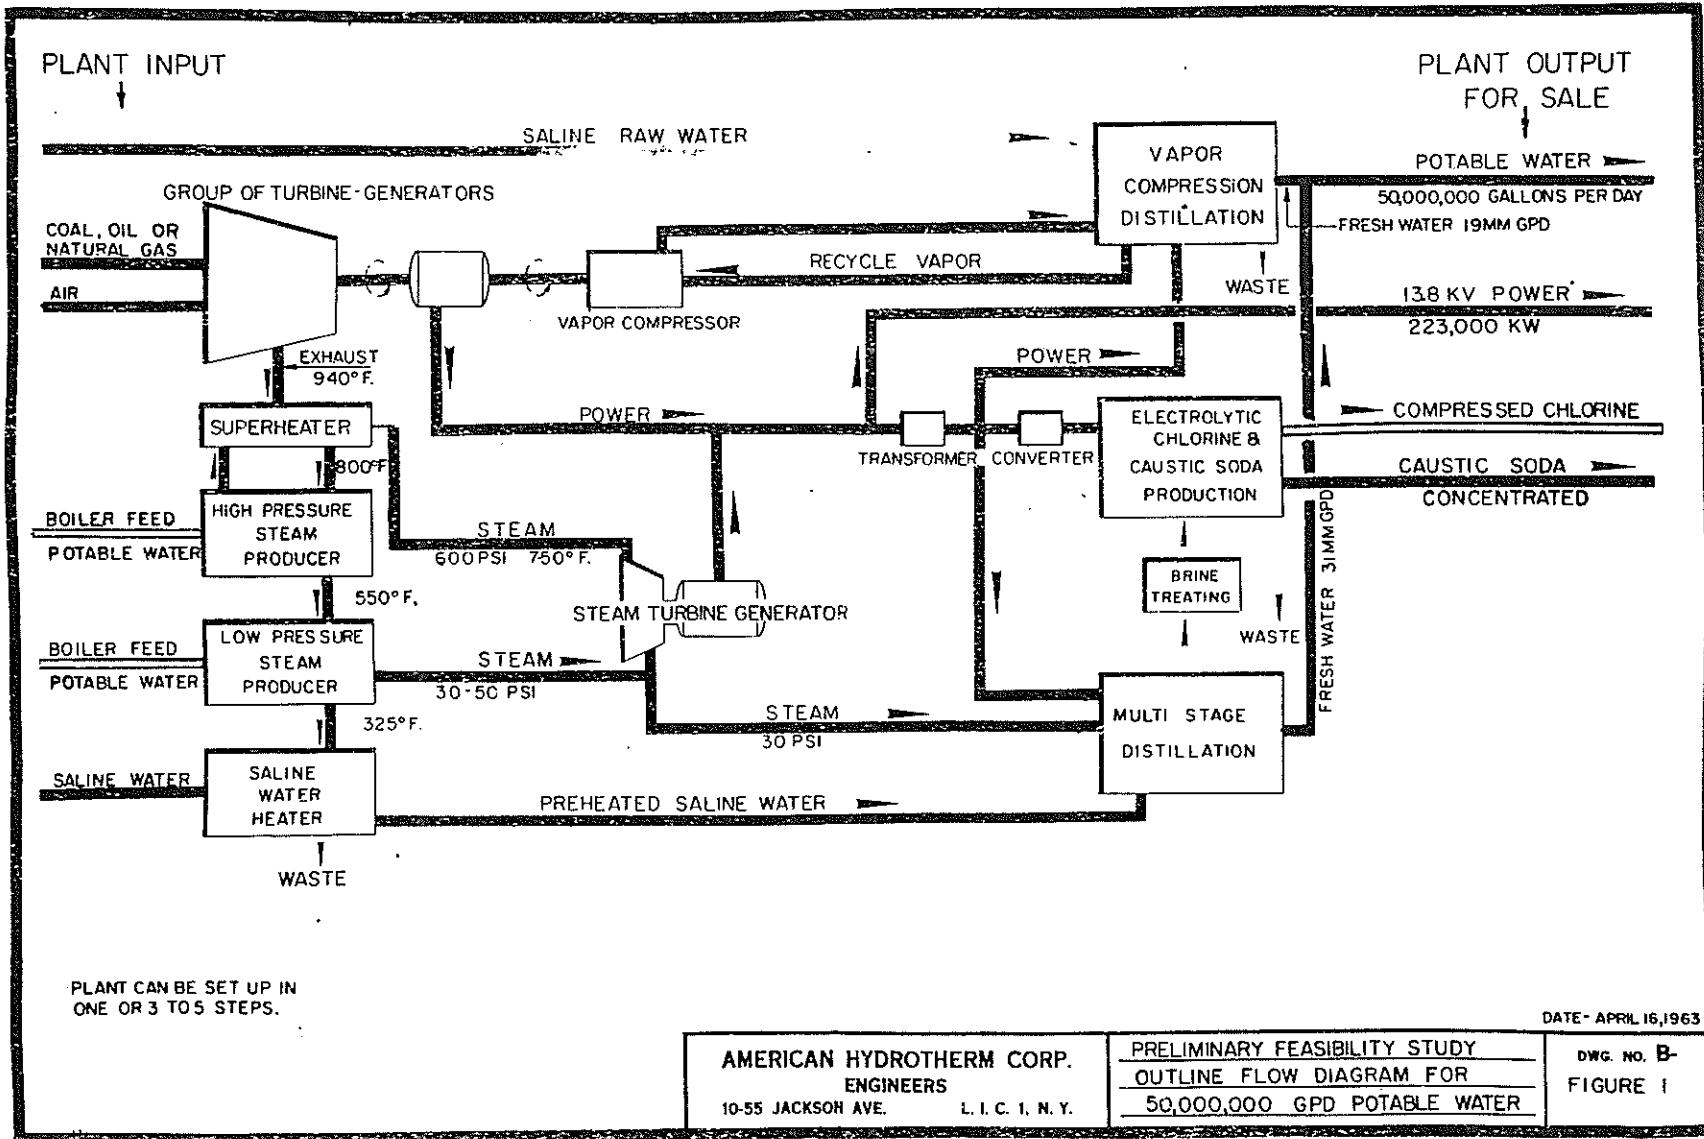 PLANT INPUT
PLANT OUTPUT
FOR SALE
SALINE RAW WATER
VAPOR
COMPRESSION
DISTILLATION
POTABLE WATER
50,000,000 GALLONS PER DAY
FRESH WATER 19MM GPD
GROUP OF TURBINE-GENERATORS
COAL, OIL OR
NATURAL GAS
AIR
RECYCLE VAPOR
WASTE
VAPOR COMPRESSOR
13.8 KV POWER
223,000 KW
EXHAUST
940°F.
POWER
SUPERHEATER
POWER
TRANSFORMER
CONVERTER
ELECTROLYTIC
CHLORINE &
CAUSTIC SODA
PRODUCTION
COMPRESSED CHLORINE
CAUSTIC SODA
CONCENTRATED
800°F
BOILER FEED
POTABLE WATER
HIGH PRESSURE
STEAM
PRODUCER
STEAM
600 PSI 750°F.
550°F.
STEAM TURBINE GENERATOR
BRINE
TREATING
WASTE
FRESH WATER 31MM GPD
BOILER FEED
POTABLE WATER
LOW PRESSURE
STEAM
PRODUCER
STEAM
30-50 PSI
325°F.
STEAM
30 PSI
MULTI STAGE
DISTILLATION
SALINE WATER
SALINE
WATER
HEATER
PREHEATED SALINE WATER
WASTE
PLANT CAN BE SET UP IN
ONE OR 3 TO 5 STEPS.
DATE- APRIL 16, 1963
AMERICAN HYDROTHERM CORP.
ENGINEERS
10-55 JACKSON AVE. L. I. C. 1, N. Y.
PRELIMINARY FEASIBILITY STUDY
OUTLINE FLOW DIAGRAM FOR
50,000,000 GPD POTABLE WATER
DWG. NO. B-
FIGURE 1